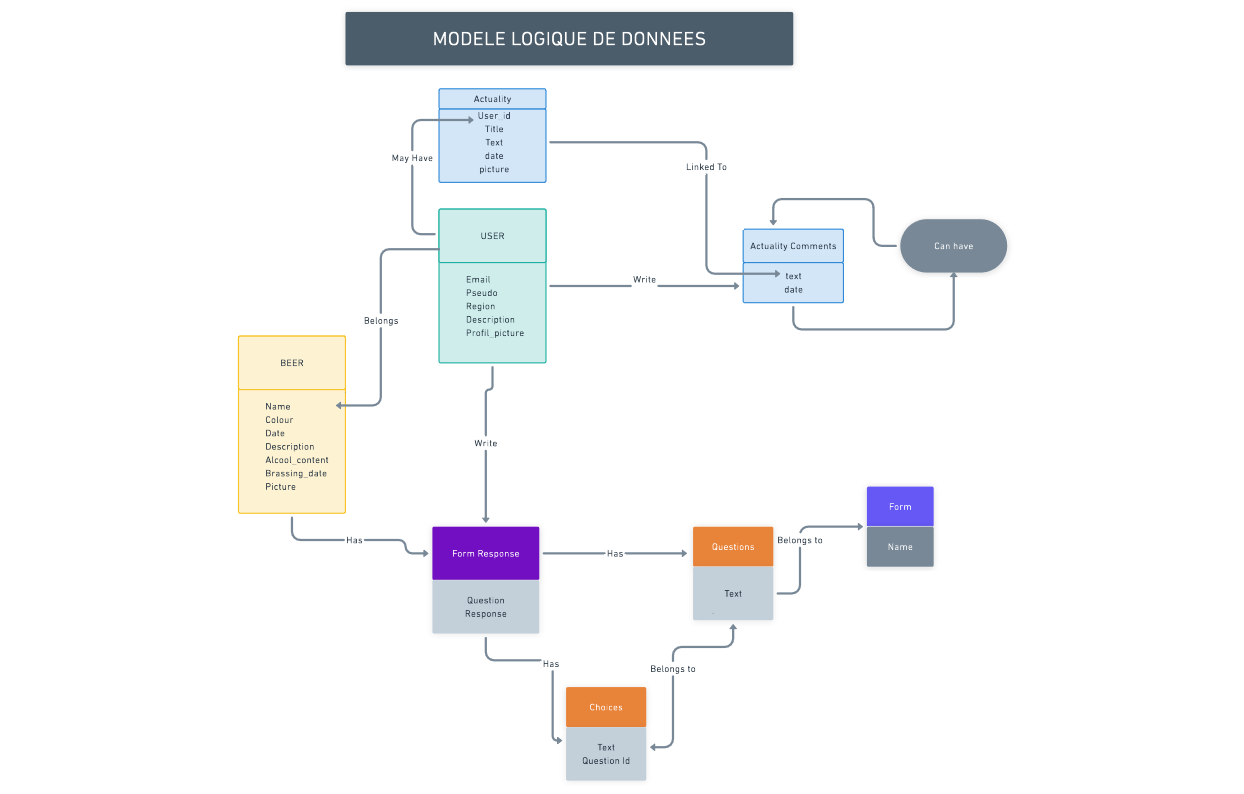 MODELE LOGIQUE DE DONNEES
Actuality
User_id
Title
Text
date
picture
May Have
Linked To
USER
Email
Pseudo
Region
Description
Profil_picture
Write
Actuality Comments
text
date
Can have
Belongs
BEER
Name
Colour
Date
Description
Alcool_content
Brassing_date
Picture
Write
Has
Form Response
Question
Response
Has
Questions
Text
Belongs to
Form
Name
Has
Belongs to
Choices
Text
Question Id